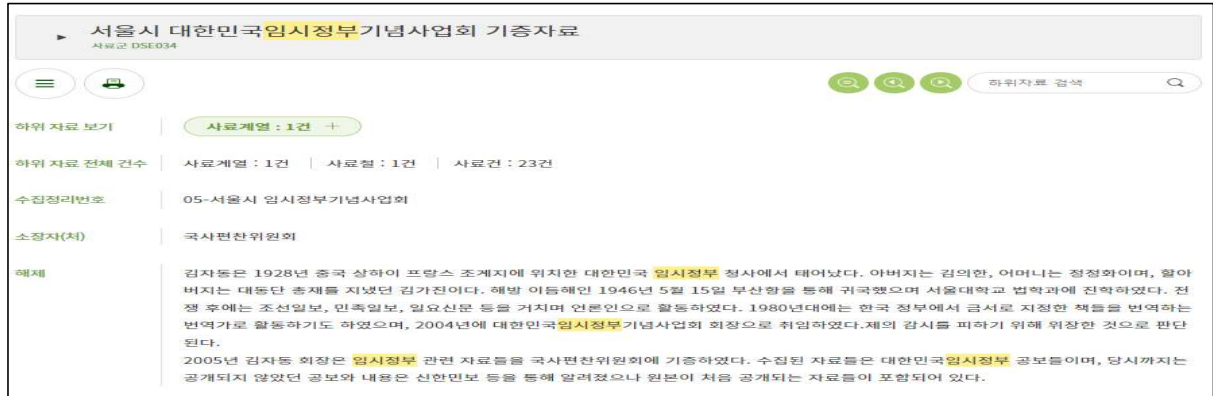 서울시 대한민국임시정부기념사업회 기증자료
사료군 DSE034
하위자료 검색
하위 자료 보기 사료계열 : 1건 +
하위 자료 전체 건수 사료계열 : 1건 | 사료철 : 1건 | 사료건 : 23건
수집정리번호 05-서울시 임시정부기념사업회
소장자(처) 국사편찬위원회
해제 김자동은 1928년 중국 상하이 프랑스 조계지에 위치한 대한민국 임시정부 청사에서 태어났다. 아버지는 김의한, 어머니는 정정화이며, 할아
버지는 대동단 총재를 지냈던 김가진이다. 해방 이듬해인 1946년 5월 15일 부산항을 통해 귀국했으며 서울대학교 법학과에 진학하였다. 전
쟁 후에는 조선일보, 민족일보, 일요신문 등을 거치며 언론인으로 활동하였다. 1980년대에는 한국 정부에서 금서로 지정한 책들을 번역하는
번역가로 활동하기도 하였으며, 2004년에 대한민국임시정부기념사업회 회장으로 취임하였다.제의 감시를 피하기 위해 위장한 것으로 판단
된다.
2005년 김자동 회장은 임시정부 관련 자료들을 국사편찬위원회에 기증하였다. 수집된 자료들은 대한민국임시정부 공보들이며, 당시까지는
공개되지 않았던 공보와 내용은 신한민보 등을 통해 알려졌으나 원본이 처음 공개되는 자료들이 포함되어 있다.